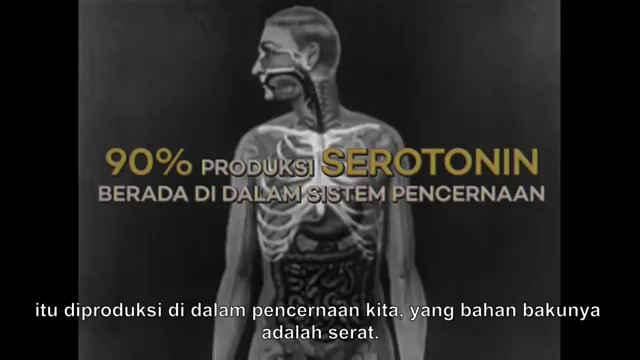 90% PRODUKSI SEROTONIN
BERADA DI DALAM SISTEM PENCERNAAN
itu diproduksi di dalam pencernaan kita, yang bahan bakunya
adalah serat.